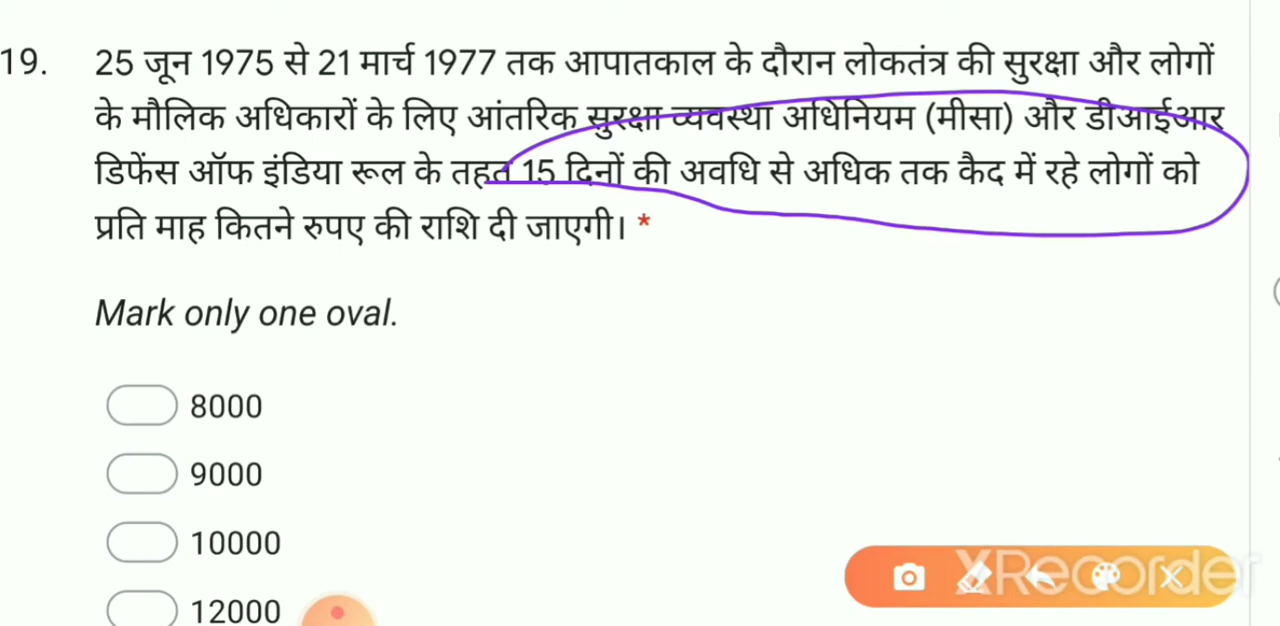 19. 25 जून 1975 से 21 मार्च 1977 तक आपातकाल के दौरान लोकतंत्र की सुरक्षा और लोगों
के मौलिक अधिकारों के लिए आंतरिक सुरक्षा व्यवस्था अधिनियम (मीसा) और डीआईआर
डिफेंस ऑफ इंडिया रूल के तहत 15 दिनों की अवधि से अधिक तक कैद में रहे लोगों को
प्रति माह कितने रुपए की राशि दी जाएगी। *
Mark only one oval.
8000
9000
10000
12000
XRecorder